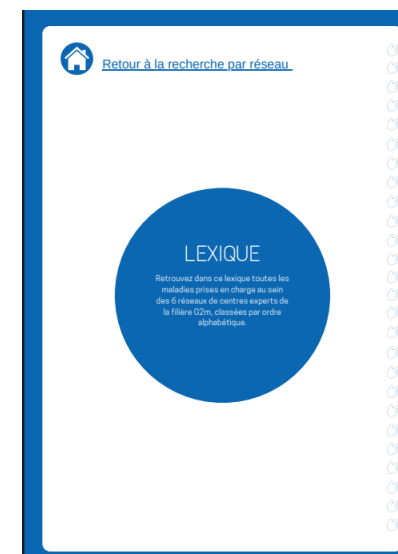 Retour à la recherche par réseau
LEXIQUE
Retrouvez dans ce lexique toutes les
maladies prises en charge au sein
des 6 réseaux de centres experts de
la filière G2m, classées par ordre
alphabétique.